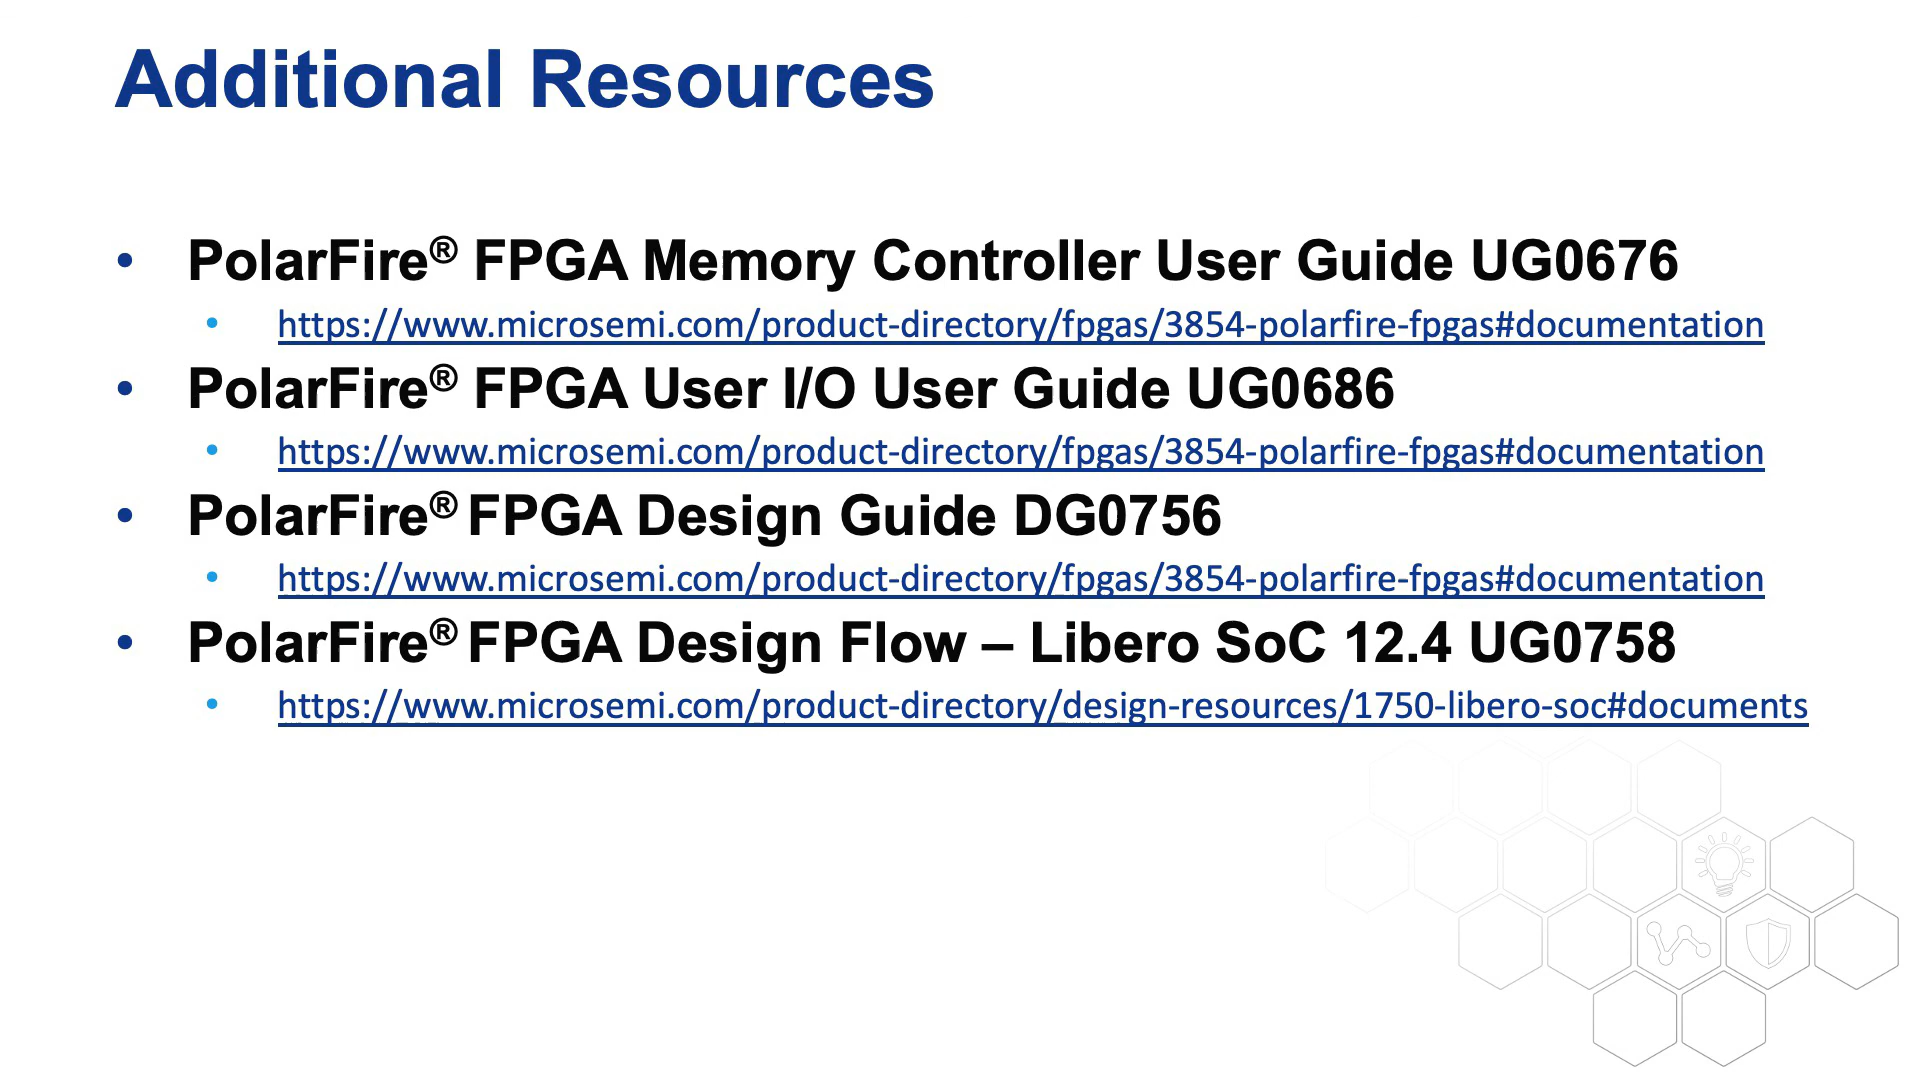 Additional Resources
• PolarFire® FPGA Memory Controller User Guide UG0676
• https://www.microsemi.com/product-directory/fpgas/3854-polarfire-fpgas#documentation
• PolarFire® FPGA User I/O User Guide UG0686
• https://www.microsemi.com/product-directory/fpgas/3854-polarfire-fpgas#documentation
• PolarFire® FPGA Design Guide DG0756
• https://www.microsemi.com/product-directory/fpgas/3854-polarfire-fpgas#documentation
• PolarFire® FPGA Design Flow – Libero SoC 12.4 UG0758
• https://www.microsemi.com/product-directory/design-resources/1750-libero-soc#documents